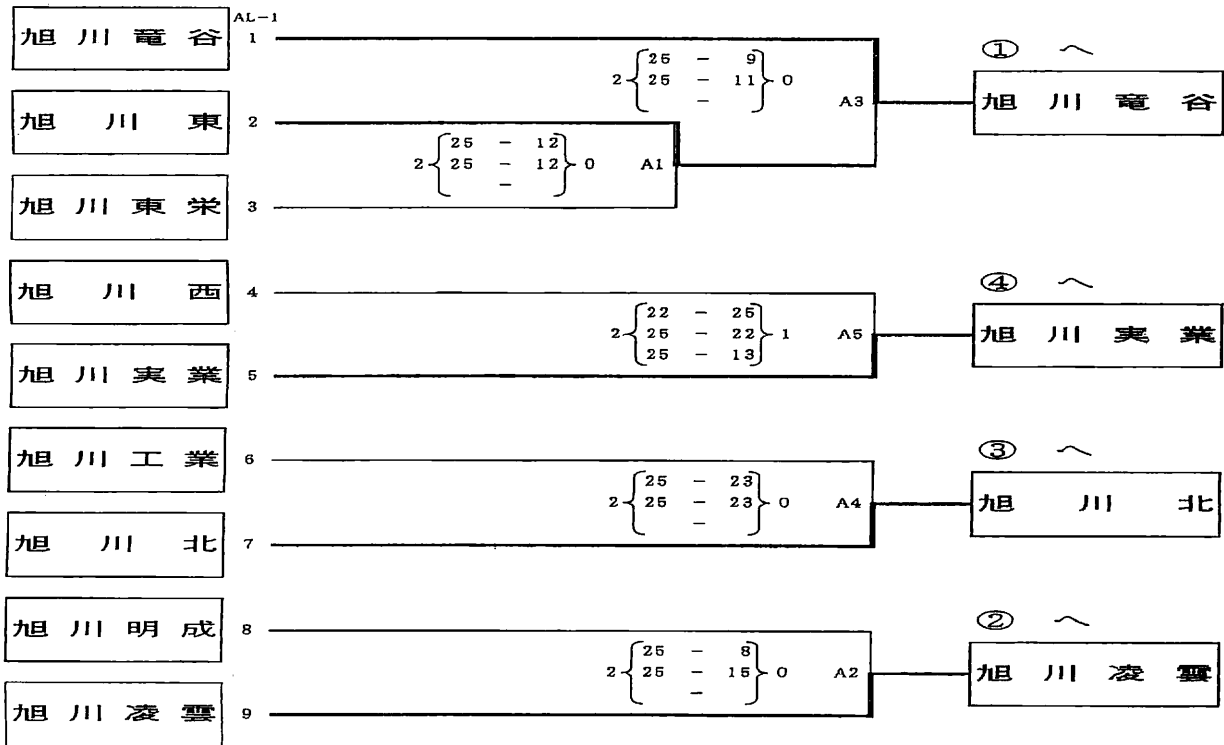 AL-1
旭川竜谷 1
2 { 25 - 9
25 - 11
- } 0 A3
① へ
旭川竜谷
旭川東 2
2 { 25 - 12
25 - 12
- } 0 A1
旭川東栄 3
旭川西 4
2 { 22 - 25
25 - 22
25 - 13 } 1 A5
④ へ
旭川実業
旭川実業 5
旭川工業 6
2 { 25 - 23
25 - 23
- } 0 A4
③ へ
旭川北
旭川北 7
旭川明成 8
2 { 25 - 8
25 - 15
- } 0 A2
② へ
旭川凌雲
旭川凌雲 9